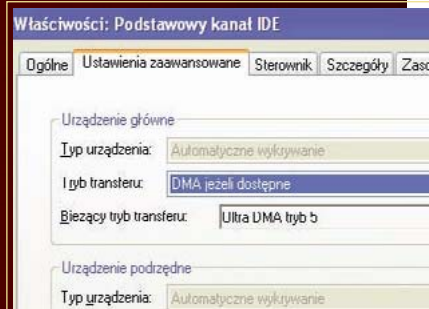 Właściwości: Podstawowy kanał IDE
Ogólne Ustawienia zaawansowane Sterownik Szczegóły Zaso
Urządzenie główne
Typ urządzenia: Automatyczne wykrywanie
Tryb transferu: DMA jeżeli dostępne
Bieżący tryb transferu: Ultra DMA tryb 5
Urządzenie podrzędne
Typ urządzenia: Automatyczne wykrywanie